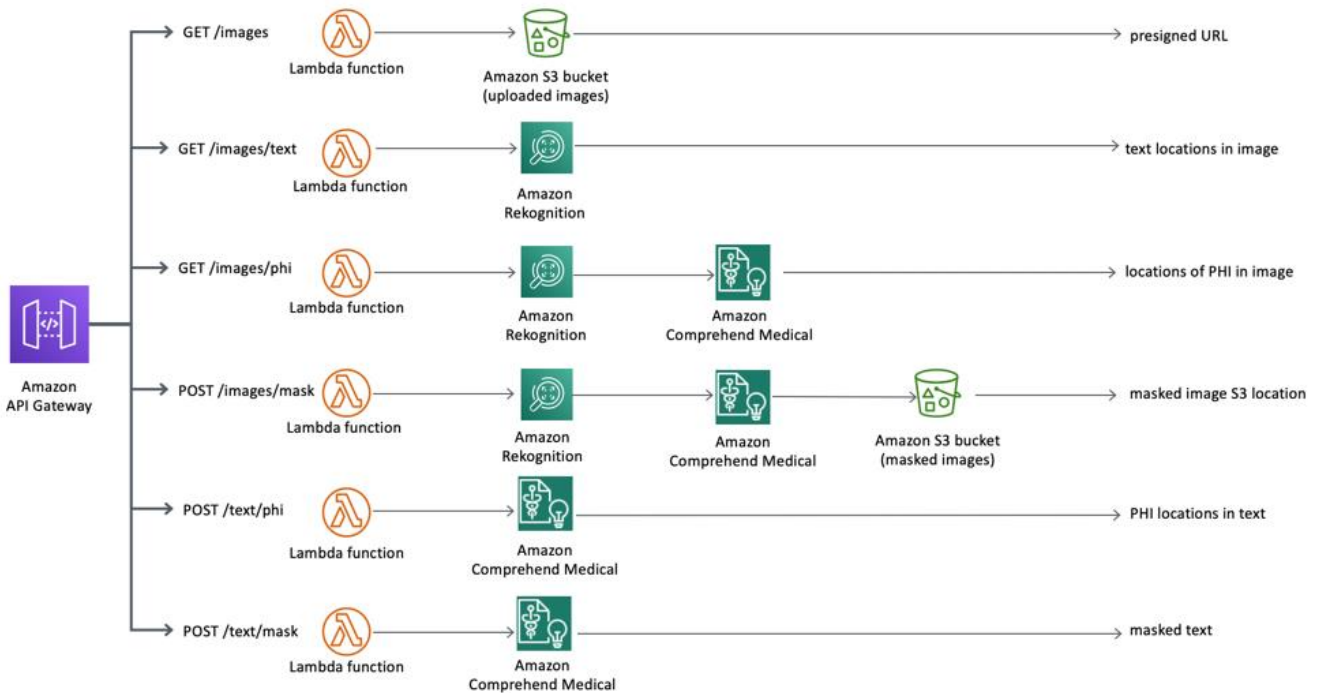 GET /images
Lambda function
Amazon S3 bucket
(uploaded images)
presigned URL
GET /images/text
Lambda function
Amazon
Rekognition
text locations in image
GET /images/phi
Lambda function
Amazon
Rekognition
Amazon
Comprehend Medical
locations of PHI in image
</>
Amazon
API Gateway
POST /images/mask
Lambda function
Amazon
Rekognition
Amazon
Comprehend Medical
Amazon S3 bucket
(masked images)
masked image S3 location
POST /text/phi
Lambda function
Amazon
Comprehend Medical
PHI locations in text
POST /text/mask
Lambda function
Amazon
Comprehend Medical
masked text